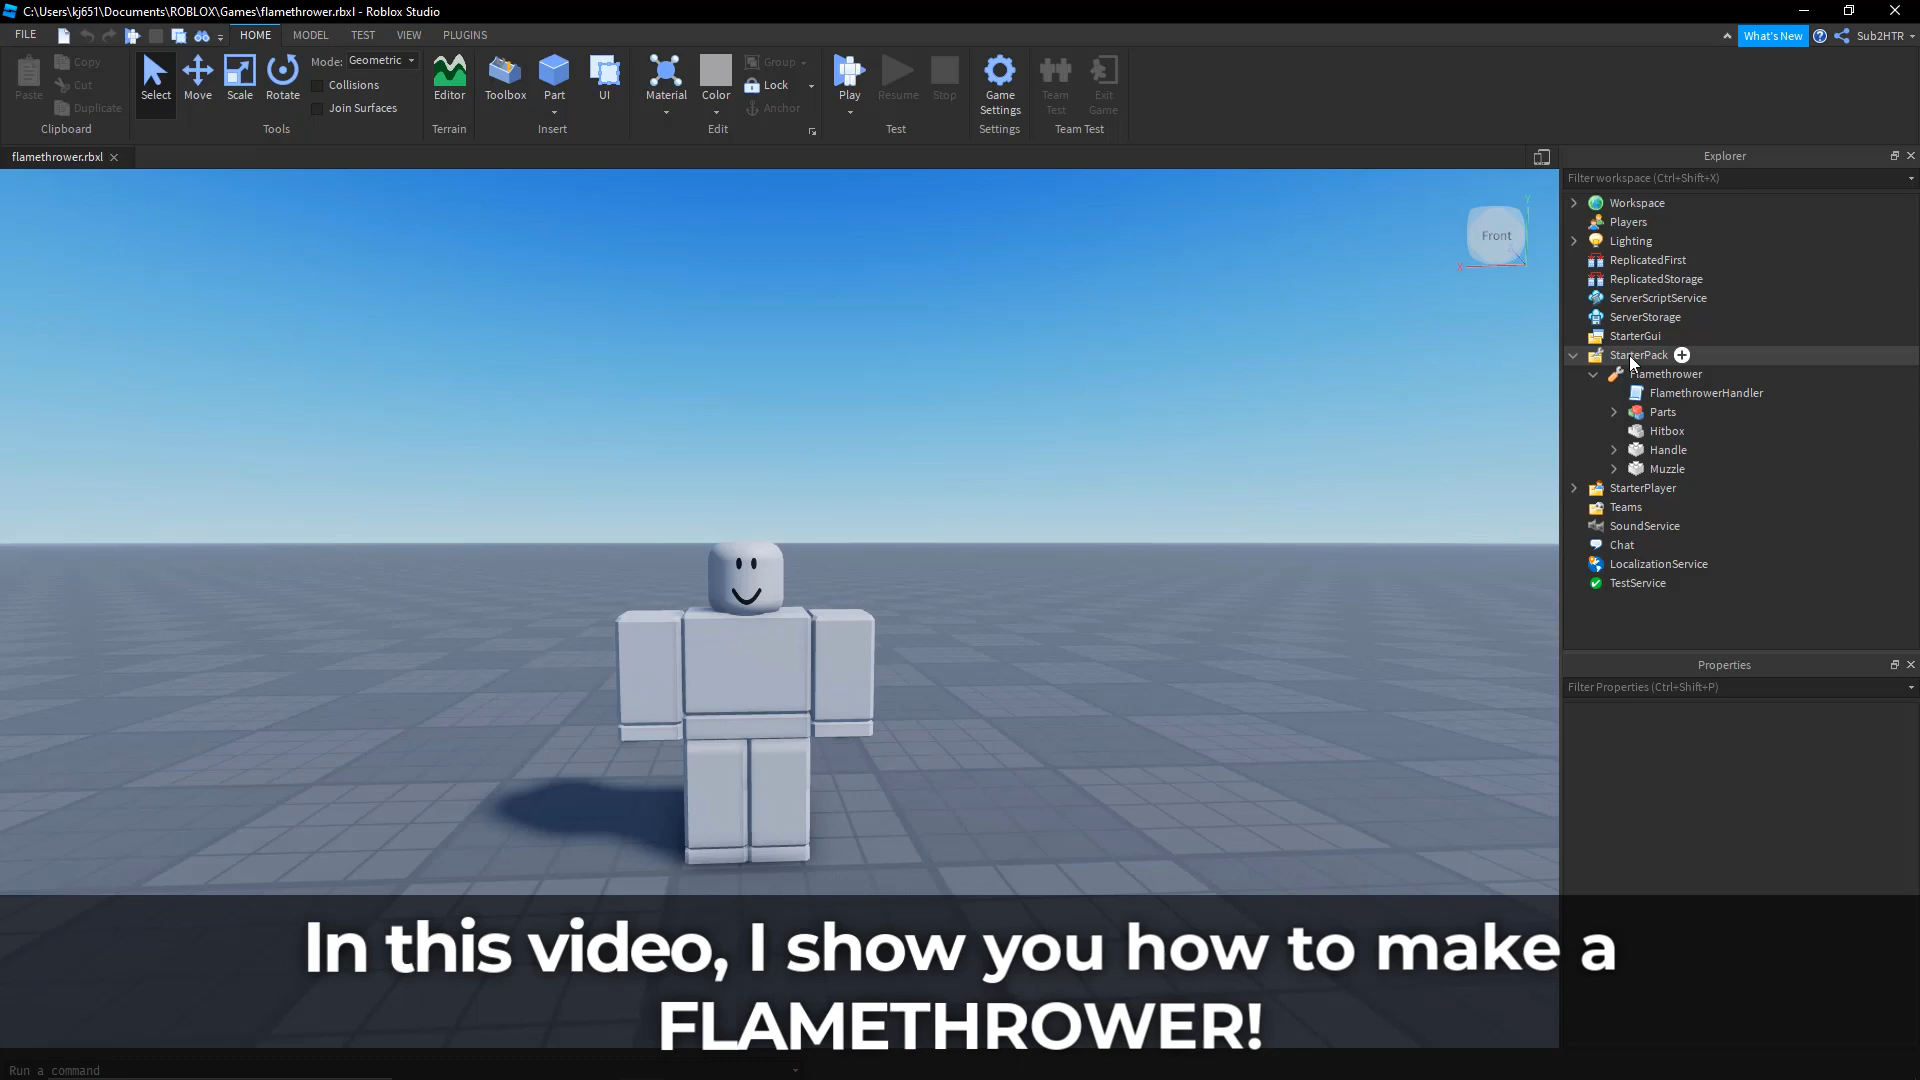 C:\Users\kj651\Documents\ROBLOX\Games\flamethrower.rbxl - Roblox Studio
FILE
HOME
MODEL
TEST
VIEW
PLUGINS
What's New
Sub2HTR
Paste
Copy
Cut
Duplicate
Clipboard
Select
Move
Scale
Rotate
Mode: Geometric
Collisions
Join Surfaces
Tools
Editor
Terrain
Toolbox
Part
UI
Insert
Material
Color
Group
Lock
Anchor
Edit
Play
Resume
Stop
Test
Game
Settings
Settings
Team
Test
Exit
Game
Team Test
flamethrower.rbxl
Front
X
Y
Explorer
Filter workspace (Ctrl+Shift+X)
Workspace
Players
Lighting
ReplicatedFirst
ReplicatedStorage
ServerScriptService
ServerStorage
StarterGui
StarterPack
Flamethrower
FlamethrowerHandler
Parts
Hitbox
Handle
Muzzle
StarterPlayer
Teams
SoundService
Chat
LocalizationService
TestService
Properties
Filter Properties (Ctrl+Shift+P)
In this video, I show you how to make a
FLAMETHROWER!
Run a command